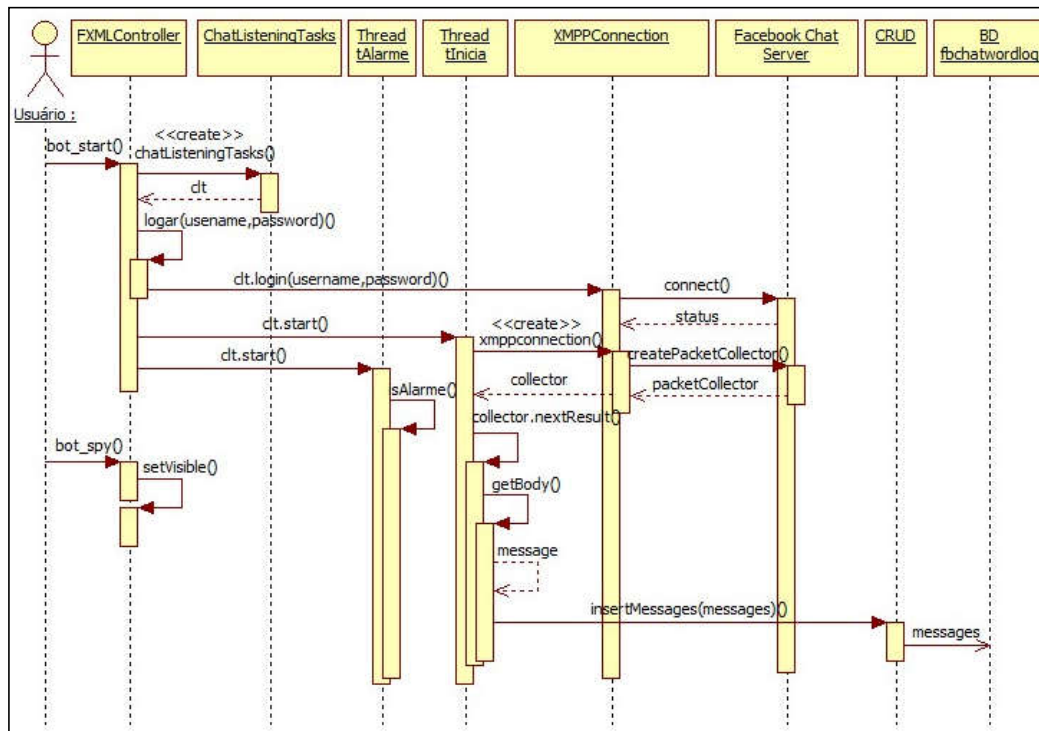 FXMLController
ChatListeningTasks
Thread
tAlarme
Thread
tInicia
XMPPConnection
Facebook Chat
Server
CRUD
BD
fbchatwordlog
Usuário :
bot_start()
<<create>>
chatListeningTasks()
clt
logar(usename,password)()
clt.login(username,password)()
connect()
status
clt.start()
<<create>>
xmppconnection()
createPacketCollector()
clt.start()
collector
packetCollector
sAlarme()
collector.nextResult()
bot_spy()
setVisible()
getBody()
message
insertMessages(messages)()
messages